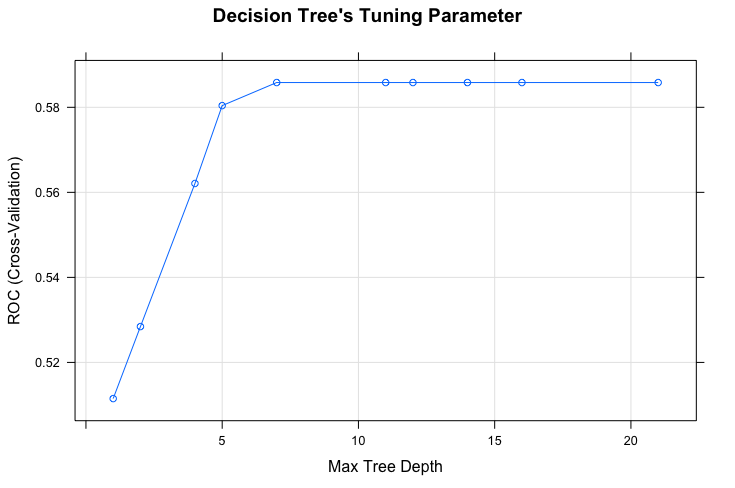 Decision Tree's Tuning Parameter
ROC (Cross-Validation)
0.58
0.56
0.54
0.52
5
10
15
20
Max Tree Depth